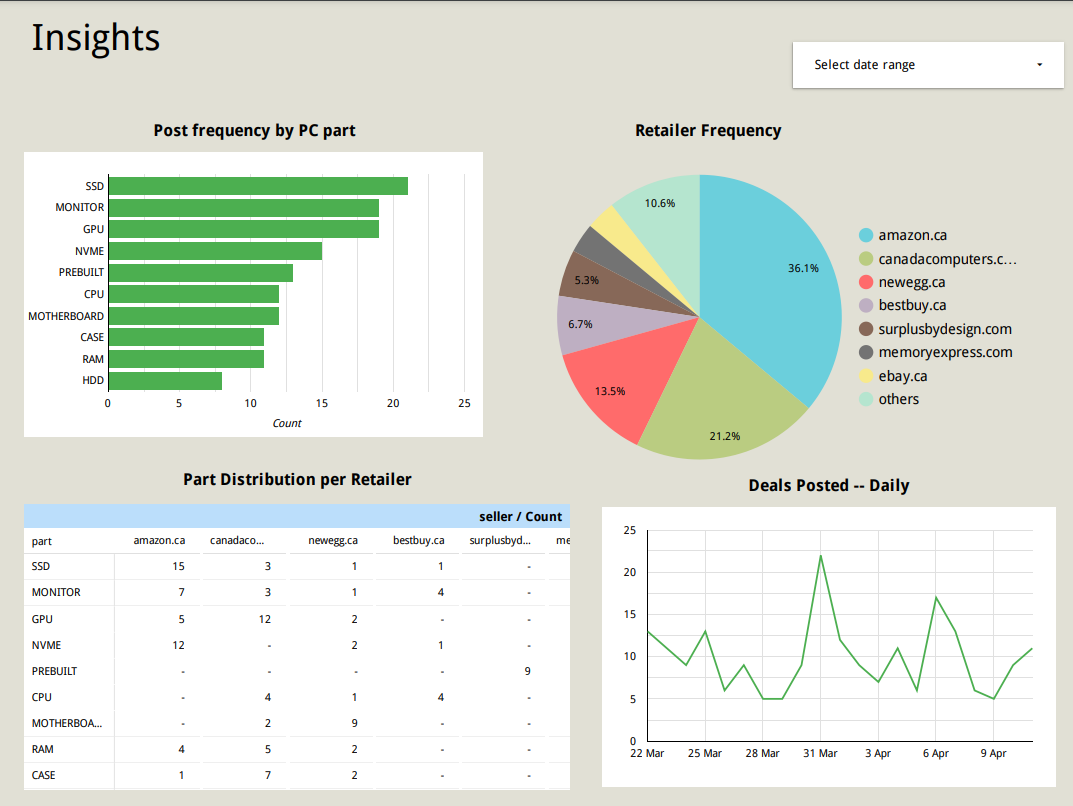 Insights
Select date range
Post frequency by PC part
SSD
MONITOR
GPU
NVME
PREBUILT
CPU
MOTHERBOARD
CASE
RAM
HDD
0 5 10 15 20 25
Count
Retailer Frequency
36.1%
21.2%
13.5%
6.7%
5.3%
10.6%
amazon.ca
canadacomputers.c...
newegg.ca
bestbuy.ca
surplusbydesign.com
memoryexpress.com
ebay.ca
others
Part Distribution per Retailer
seller / Count
part amazon.ca canadaco... newegg.ca bestbuy.ca surplusbyd... me
SSD 15 3 1 1 -
MONITOR 7 3 1 4 -
GPU 5 12 2 - -
NVME 12 - 2 1 -
PREBUILT - - - - 9
CPU - 4 1 4 -
MOTHERBOA... - 2 9 - -
RAM 4 5 2 - -
CASE 1 7 2 - -
Deals Posted -- Daily
25
20
15
10
5
0
22 Mar 25 Mar 28 Mar 31 Mar 3 Apr 6 Apr 9 Apr